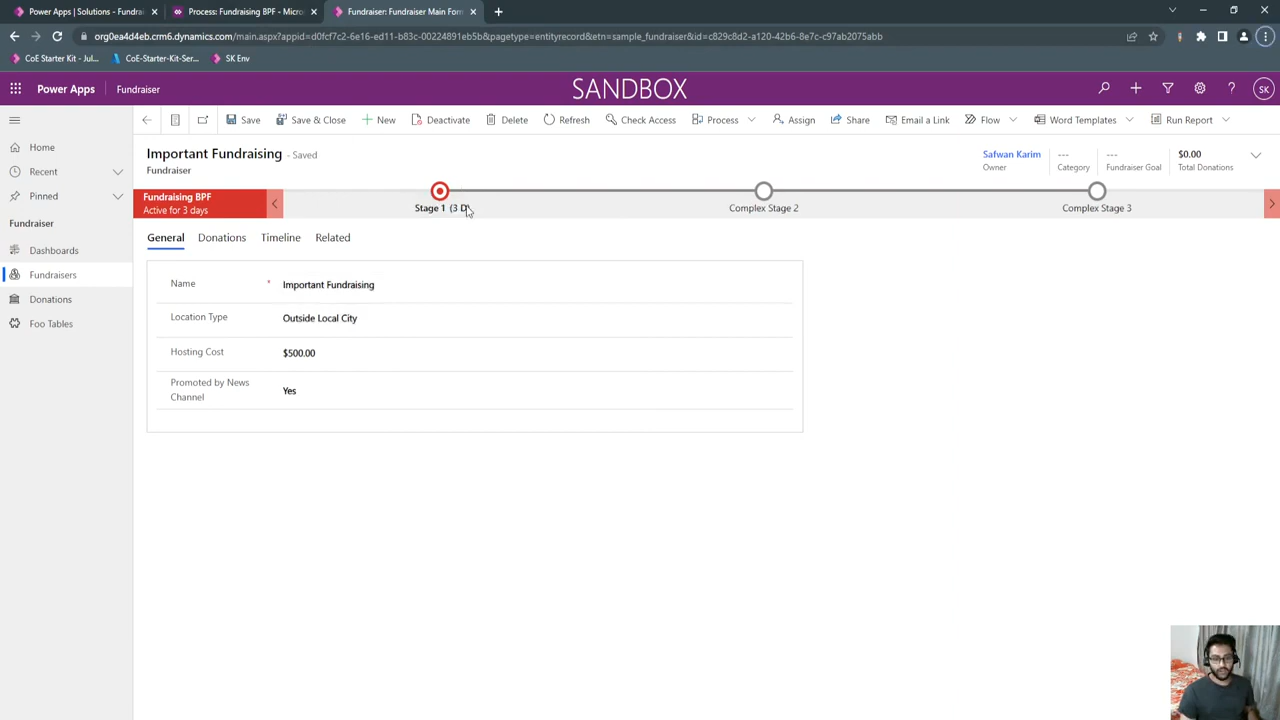 Power Apps | Solutions - Fundrai
Process: Fundraising BPF - Micro
Fundraiser: Fundraiser Main Form
org0ea4d4eb.crm6.dynamics.com/main.aspx?appid=d0fcf7c2-6e16-ed11-b83c-00224891eb5b&pagetype=entityrecord&etn=sample_fundraiser&id=c829c8d2-a120-42b6-8e7c-c97ab2075abb
CoE Starter Kit - Jul...
CoE-Starter-Kit-Ser...
SK Env
Power Apps
Fundraiser
SANDBOX
SK
Save
Save & Close
New
Deactivate
Delete
Refresh
Check Access
Process
Assign
Share
Email a Link
Flow
Word Templates
Run Report
Home
Recent
Pinned
Fundraiser
Dashboards
Fundraisers
Donations
Foo Tables
Important Fundraising - Saved
Fundraiser
Safwan Karim
Owner
---
Category
---
Fundraiser Goal
$0.00
Total Donations
Fundraising BPF
Active for 3 days
Stage 1 (3 D)
Complex Stage 2
Complex Stage 3
General
Donations
Timeline
Related
Name * Important Fundraising
Location Type Outside Local City
Hosting Cost $500.00
Promoted by News
Channel
Yes